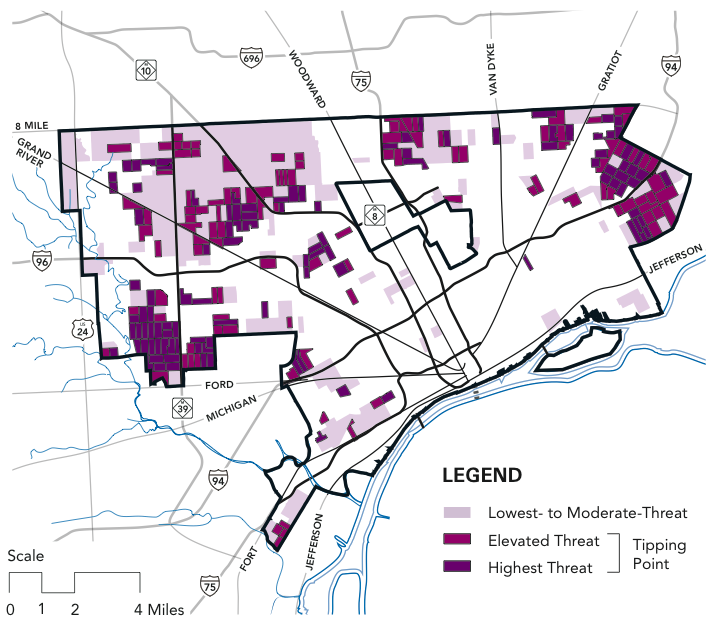 10
696
WOODWARD
75
VAN DYKE
GRATIOT
94
8 MILE
GRAND
RIVER
8
96
JEFFERSON
US
24
FORD
M
39
MICHIGAN
94
LEGEND
Lowest- to Moderate-Threat
Elevated Threat
Highest Threat
Tipping
Point
FORT
JEFFERSON
75
Scale
0 1 2 4 Miles